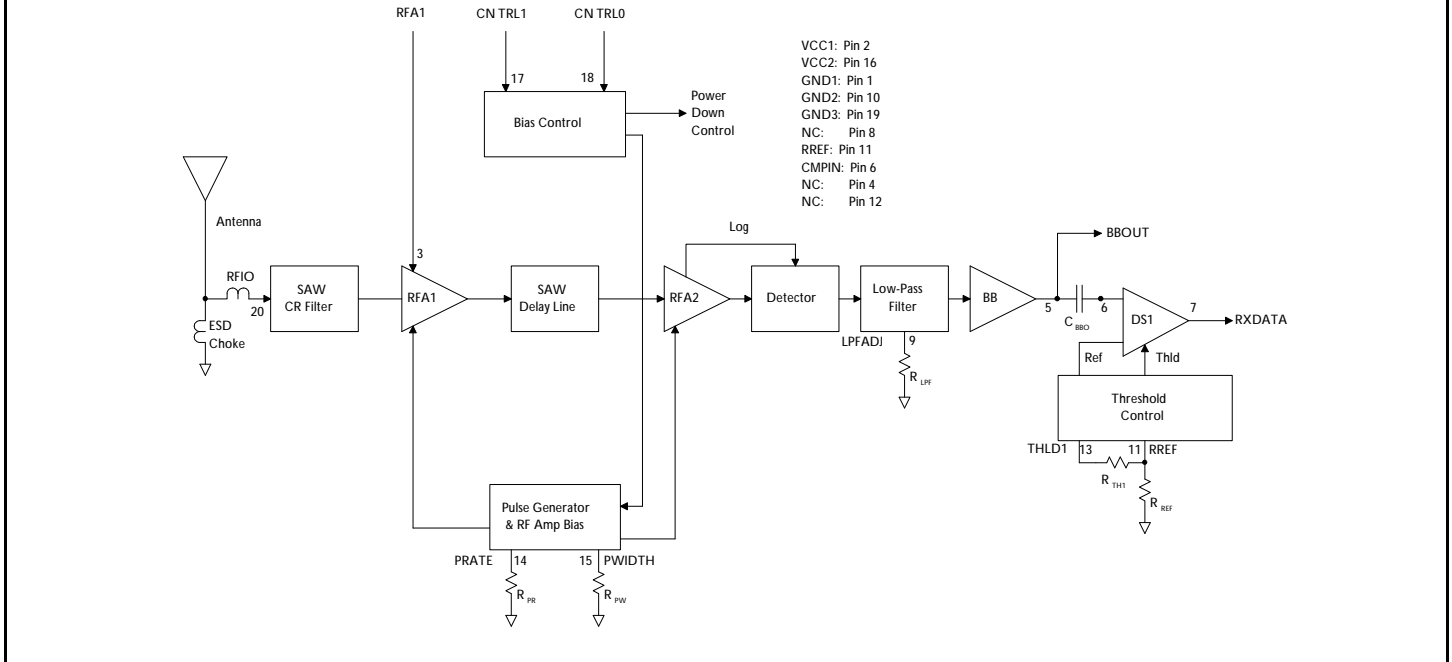 RFA1
CN TRL1
CN TRL0
17
18
Bias Control
Power
Down
Control
VCC1: Pin 2
VCC2: Pin 16
GND1: Pin 1
GND2: Pin 10
GND3: Pin 19
NC: Pin 8
RREF: Pin 11
CMPIN: Pin 6
NC: Pin 4
NC: Pin 12
Antenna
RFIO
20
ESD
Choke
SAW
CR Filter
3
RFA1
SAW
Delay Line
Log
RFA2
Detector
Low-Pass
Filter
LPFADJ
9
R LPF
BB
BBOUT
5
C BBO
6
DS1
7
RXDATA
Ref
Thld
Threshold
Control
THLD1
13
11
RREF
R TH1
R REF
Pulse Generator
& RF Amp Bias
PRATE
14
15
PWIDTH
R PR
R PW